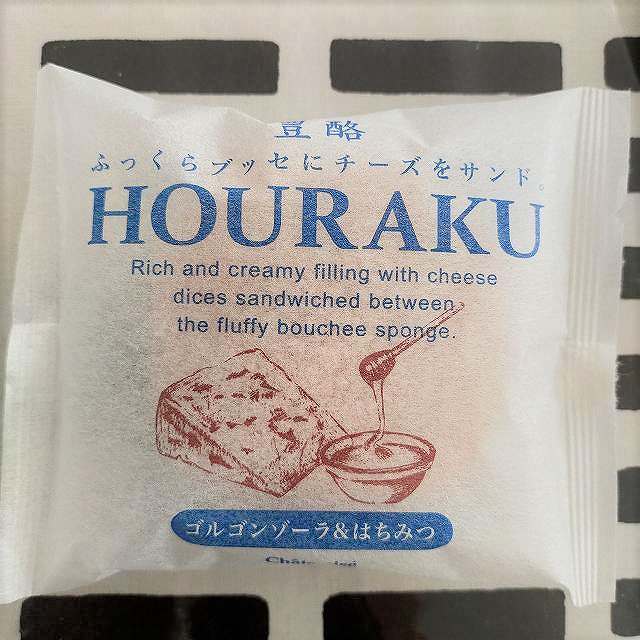 豊酪
ふっくらブッセにチーズをサンド。
HOURAKU
Rich and creamy filling with cheese
dices sandwiched between
the fluffy bouchee sponge.
ゴルゴンゾーラ&はちみつ